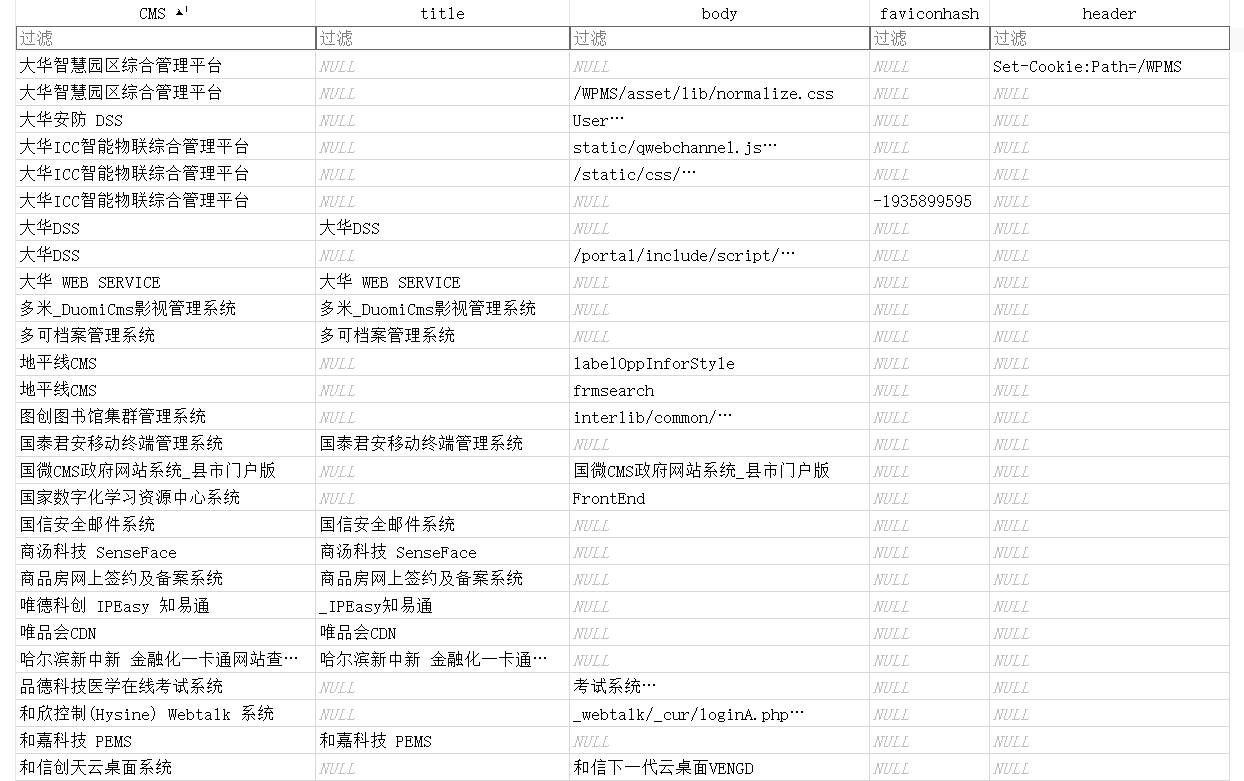 CMS title body faviconhash header
过滤 过滤 过滤 过滤 过滤
大华智慧园区综合管理平台 NULL NULL NULL Set-Cookie:Path=/WPMS
大华智慧园区综合管理平台 NULL /WPMS/asset/lib/normalize.css NULL NULL
大华安防 DSS NULL User… NULL NULL
大华ICC智能物联综合管理平台 NULL static/qwebchannel.js… NULL NULL
大华ICC智能物联综合管理平台 NULL /static/css/… NULL NULL
大华ICC智能物联综合管理平台 NULL NULL -1935899595 NULL
大华DSS 大华DSS NULL NULL NULL
大华DSS NULL /portal/include/script/… NULL NULL
大华 WEB SERVICE 大华 WEB SERVICE NULL NULL NULL
多米_DuomiCms影视管理系统 多米_DuomiCms影视管理系统 NULL NULL NULL
多可档案管理系统 多可档案管理系统 NULL NULL NULL
地平线CMS NULL labelOppInforStyle NULL NULL
地平线CMS NULL frmsearch NULL NULL
图创图书馆集群管理系统 NULL interlib/common/… NULL NULL
国泰君安移动终端管理系统 国泰君安移动终端管理系统 NULL NULL NULL
国微CMS政府网站系统_县市门户版 NULL 国微CMS政府网站系统_县市门户版 NULL NULL
国家数字化学习资源中心系统 NULL FrontEnd NULL NULL
国信安全邮件系统 国信安全邮件系统 NULL NULL NULL
商汤科技 SenseFace 商汤科技 SenseFace NULL NULL NULL
商品房网上签约及备案系统 商品房网上签约及备案系统 NULL NULL NULL
唯德科创 IPEasy 知易通 _IPEasy知易通 NULL NULL NULL
唯品会CDN 唯品会CDN NULL NULL NULL
哈尔滨新中新 金融化一卡通网站查… 哈尔滨新中新 金融化一卡通… NULL NULL NULL
品德科技医学在线考试系统 NULL 考试系统… NULL NULL
和欣控制(Hysine) Webtalk 系统 NULL _webtalk/_cur/loginA.php… NULL NULL
和嘉科技 PEMS 和嘉科技 PEMS NULL NULL NULL
和信创天云桌面系统 NULL 和信下一代云桌面VENGD NULL NULL